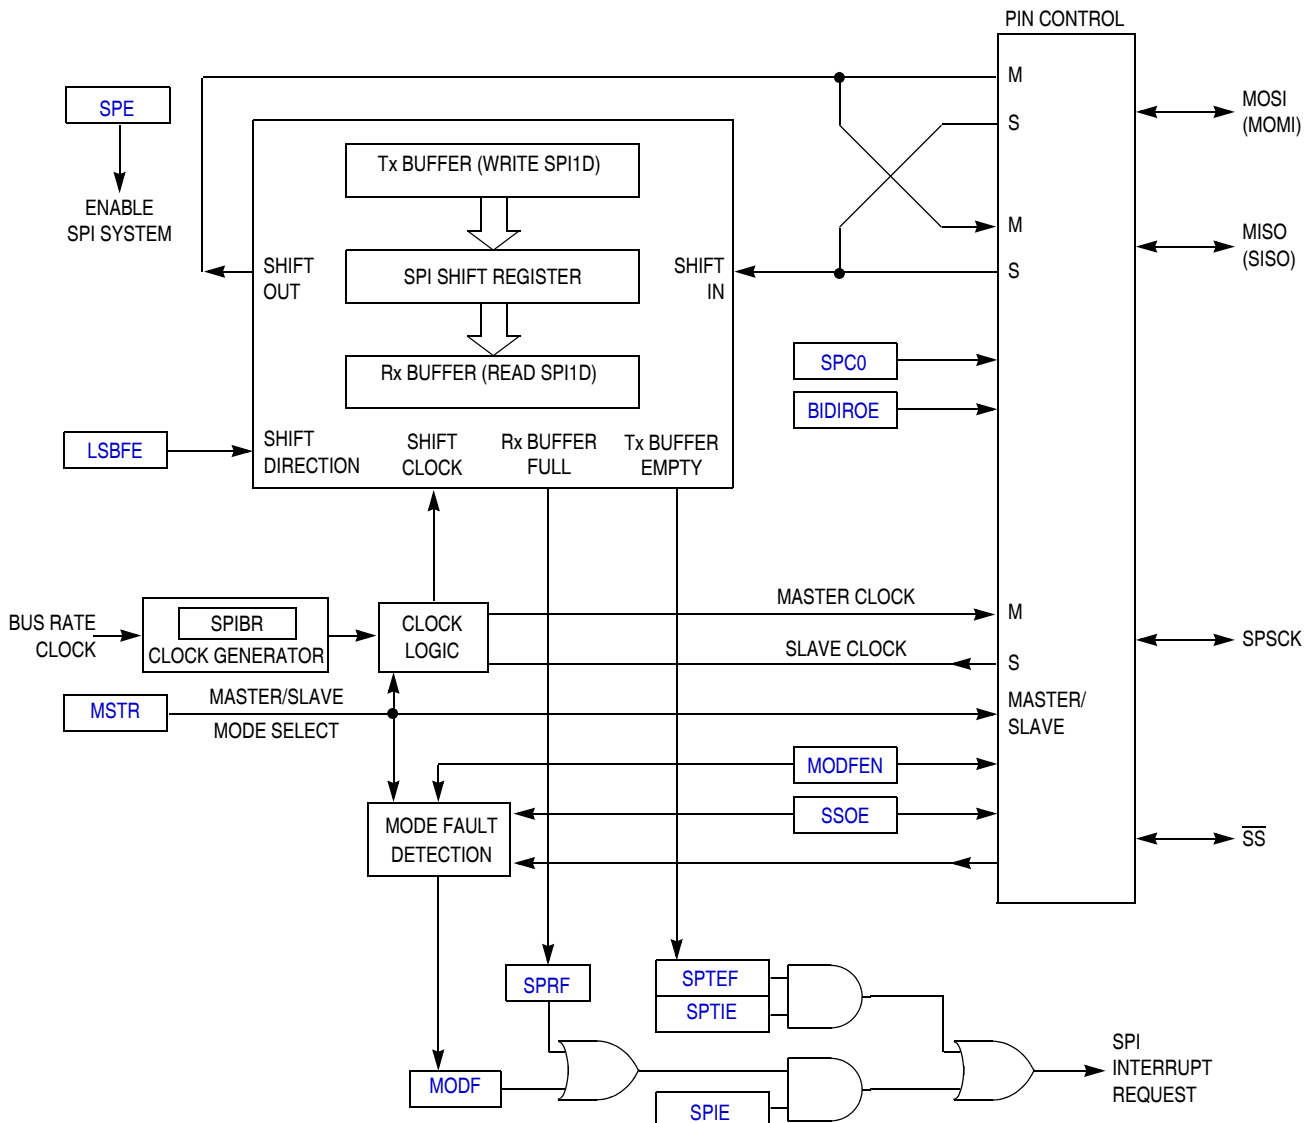 PIN CONTROL
M
SPE
MOSI
(MOMI)
S
Tx BUFFER (WRITE SPI1D)
ENABLE
SPI SYSTEM
M
MISO
(SISO)
SHIFT
OUT
SPI SHIFT REGISTER
SHIFT
IN
S
SPC0
Rx BUFFER (READ SPI1D)
BIDIROE
LSBFE
SHIFT
DIRECTION
SHIFT
CLOCK
Rx BUFFER
FULL
Tx BUFFER
EMPTY
MASTER CLOCK
M
BUS RATE
CLOCK
SPIBR
CLOCK GENERATOR
CLOCK
LOGIC
SLAVE CLOCK
S
SPSCK
MSTR
MASTER/SLAVE
MODE SELECT
MASTER/
SLAVE
MODFEN
SSOE
MODE FAULT
DETECTION
SS
SPRF
SPTEF
SPTIE
MODF
SPIE
SPI
INTERRUPT
REQUEST